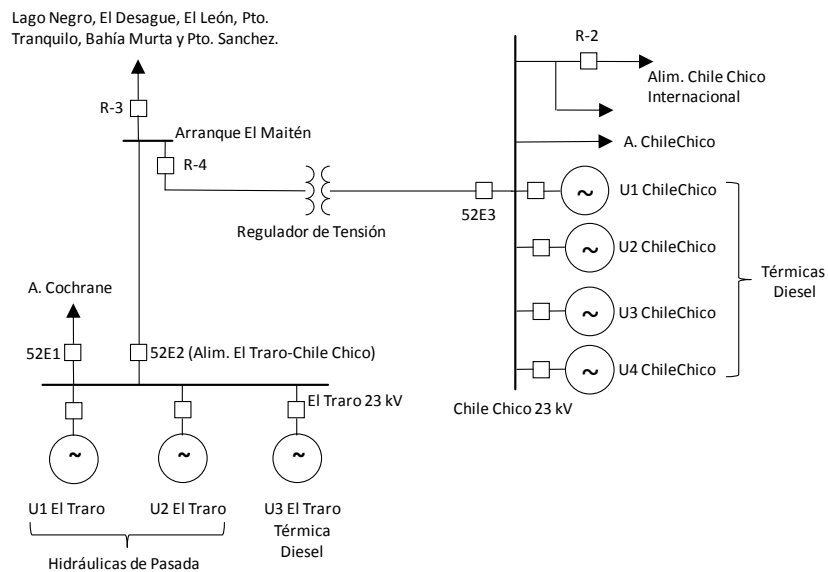 Lago Negro, El Desague, El León, Pto.
Tranquilo, Bahía Murta y Pto. Sanchez.
R-3
Arranque El Maitén
R-4
Regulador de Tensión
52E3
R-2
Alim. Chile Chico
Internacional
A. ChileChico
~ U1 ChileChico
~ U2 ChileChico
~ U3 ChileChico
~ U4 ChileChico
Térmicas
Diesel
Chile Chico 23 kV
A. Cochrane
52E1
52E2 (Alim. El Traro-Chile Chico)
El Traro 23 kV
~ ~ ~
U1 El Traro
U2 El Traro
U3 El Traro
Térmica
Diesel
Hidráulicas de Pasada